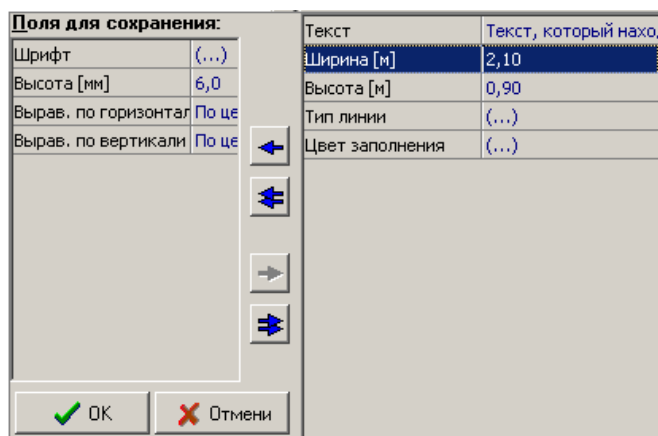 Поля для сохранения:
Шрифт (...)
Высота [мм] 6,0
Вырав. по горизонтал По це
Вырав. по вертикали По це
OK
Отмени
Текст Текст, который нахо
Ширина [м] 2,10
Высота [м] 0,90
Тип линии (...)
Цвет заполнения (...)